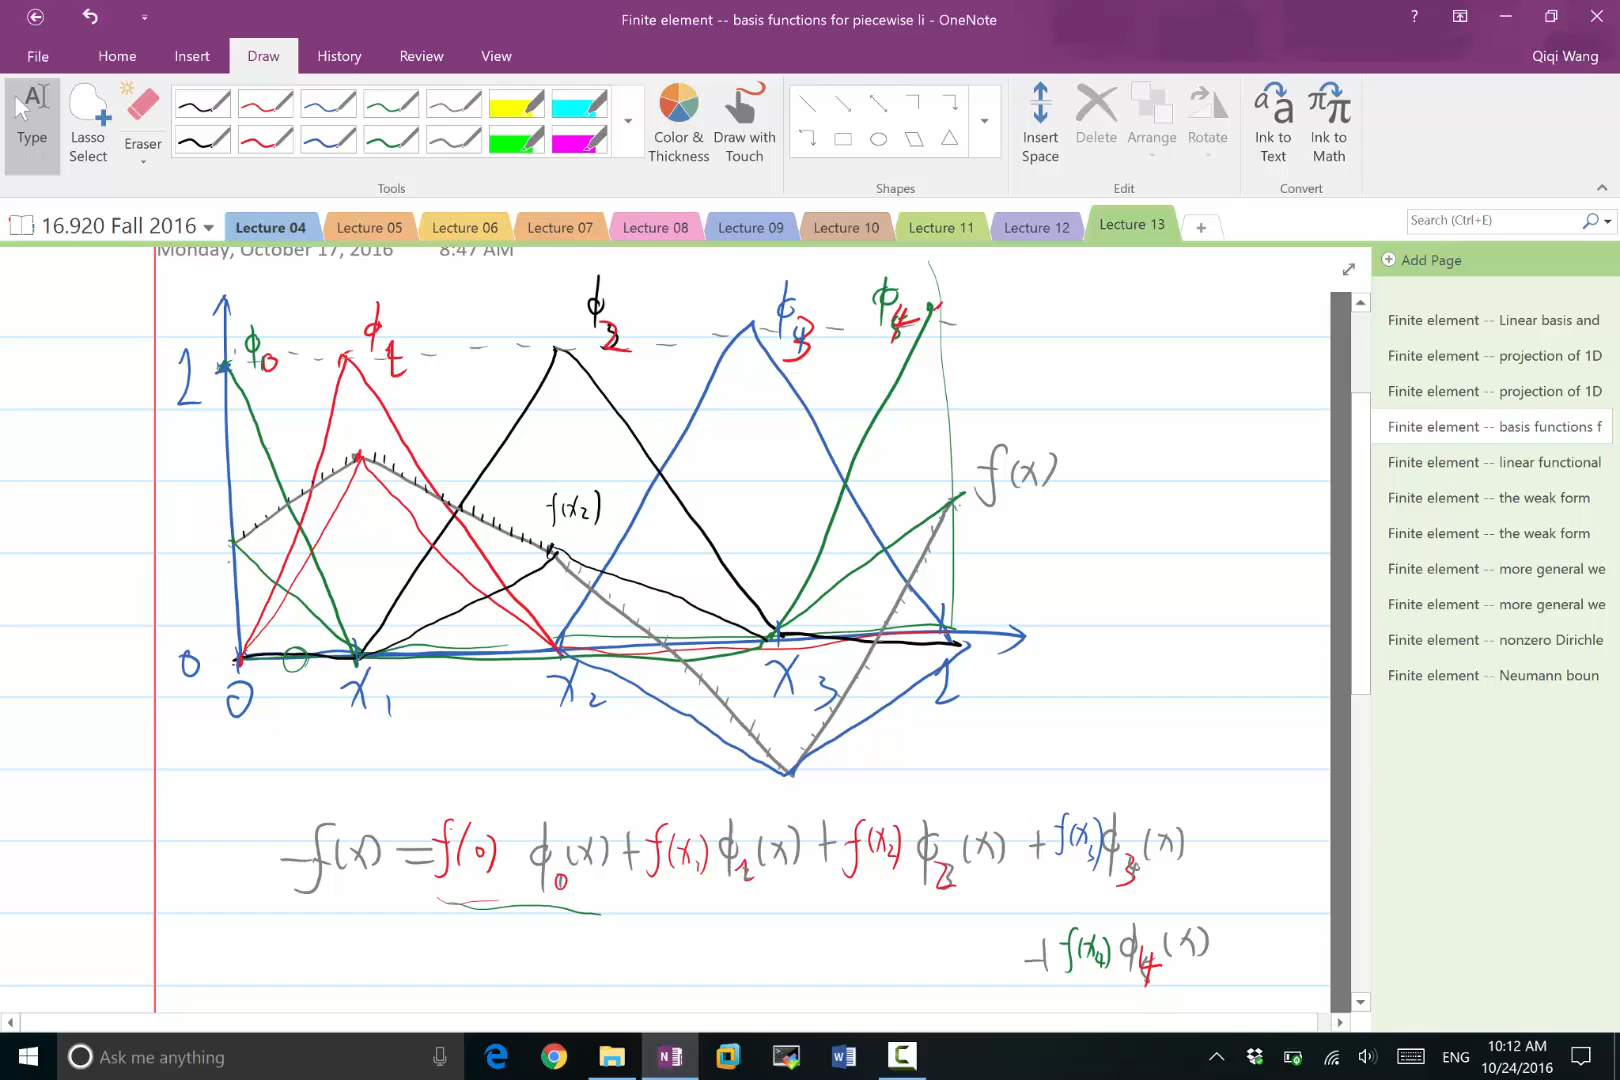 Finite element -- basis functions for piecewise li - OneNote
?
File Home Insert Draw History Review View
Qiqi Wang
Type
Lasso Select
Eraser
Color & Thickness
Draw with Touch
Insert Space
Delete
Arrange
Rotate
Ink to Text
Ink to Math
Tools Shapes Edit Convert
16.920 Fall 2016 Lecture 04 Lecture 05 Lecture 06 Lecture 07 Lecture 08 Lecture 09 Lecture 10 Lecture 11 Lecture 12 Lecture 13 +
Search (Ctrl+E)
Monday, October 17, 2016 8:47 AM
Add Page
Finite element -- Linear basis and
Finite element -- projection of 1D
Finite element -- projection of 1D
Finite element -- basis functions f
Finite element -- linear functional
Finite element -- the weak form
Finite element -- the weak form
Finite element -- more general we
Finite element -- more general we
Finite element -- nonzero Dirichle
Finite element -- Neumann boun
1 ϕ0 ϕ1 ϕ2 ϕ3 ϕ4
f(x)
f(x₂)
0
0 x₁ x₂ x₃ 1
f(x) = f(0) ϕ₀(x) + f(x₁) ϕ₁(x) + f(x₂) ϕ₂(x) + f(x₃) ϕ₃(x)
+ f(x₄) ϕ₄(x)
Ask me anything
ENG
10:12 AM
10/24/2016